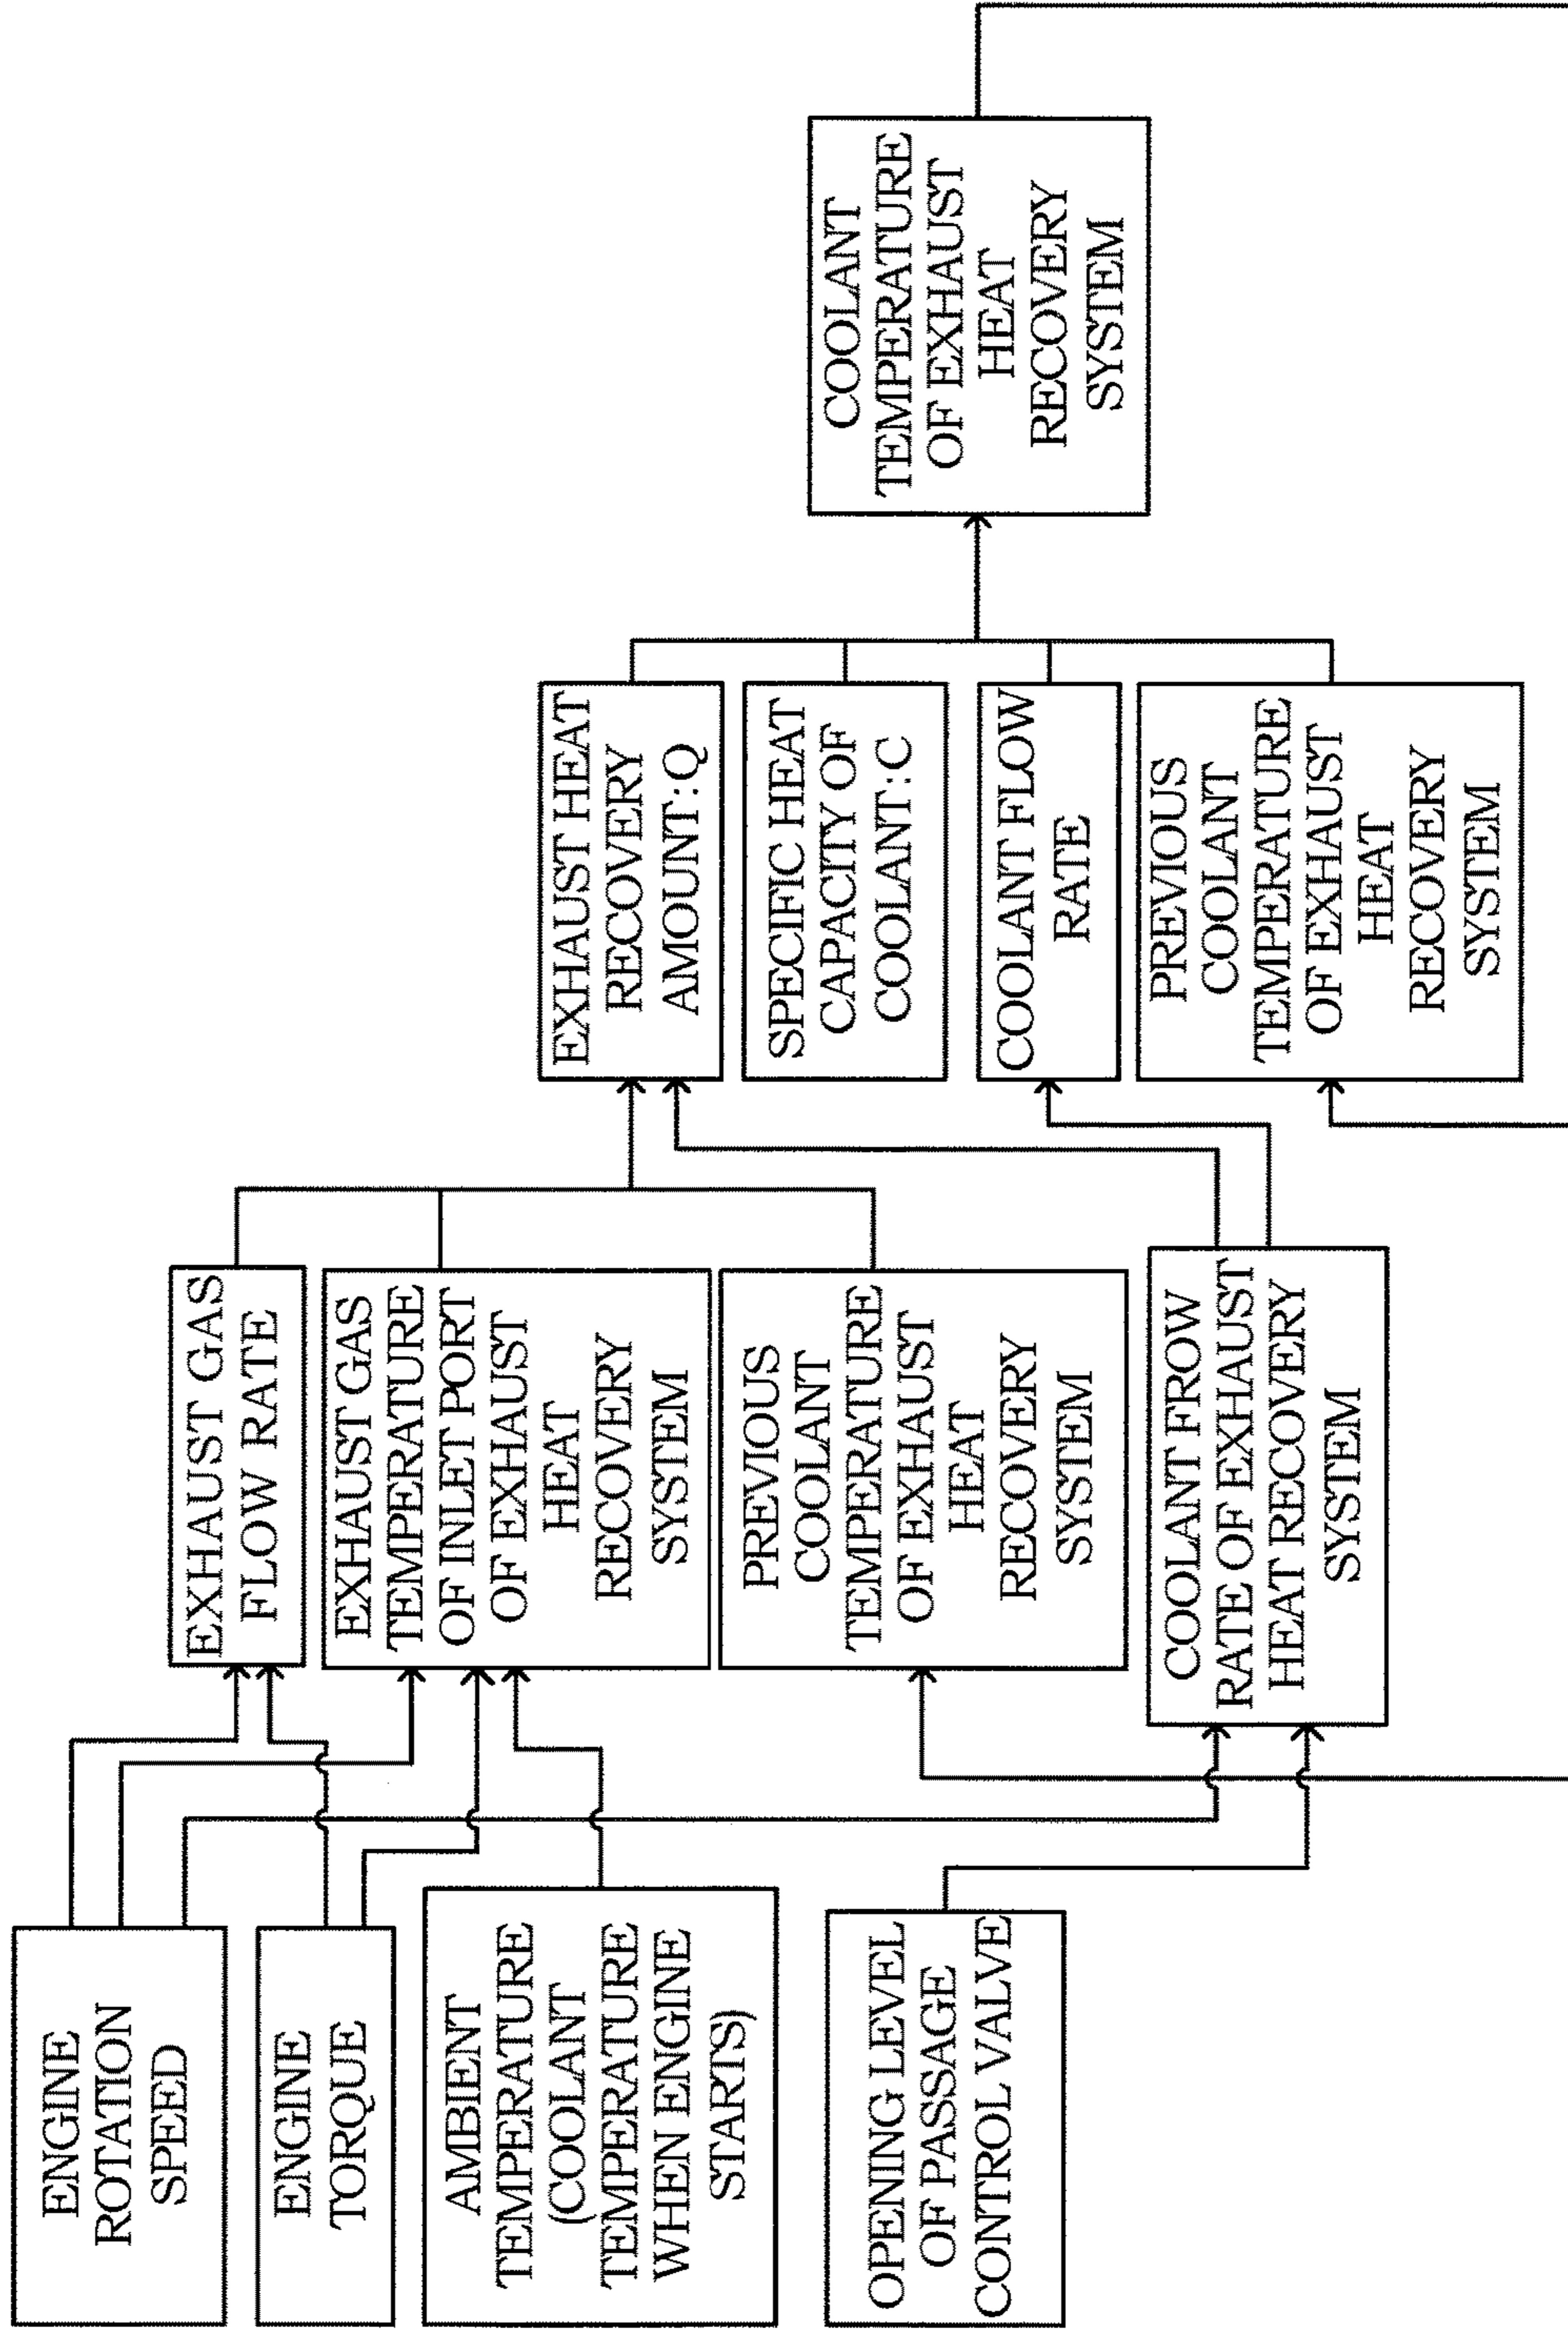 ENGINE
ROTATION
SPEED
ENGINE
TORQUE
AMBIENT
TEMPERATURE
(COOLANT
TEMPERATURE
WHEN ENGINE
STARTS)
OPENING LEVEL
OF PASSAGE
CONTROL VALVE
EXHAUST GAS
FLOW RATE
EXHAUST GAS
TEMPERATURE
OF INLET PORT
OF EXHAUST
HEAT
RECOVERY
SYSTEM
PREVIOUS
COOLANT
TEMPERATURE
OF EXHAUST
HEAT
RECOVERY
SYSTEM
COOLANT FROW
RATE OF EXHAUST
HEAT RECOVERY
SYSTEM
EXHAUST HEAT
RECOVERY
AMOUNT:Q
SPECIFIC HEAT
CAPACITY OF
COOLANT:C
COOLANT FLOW
RATE
PREVIOUS
COOLANT
TEMPERATURE
OF EXHAUST
HEAT
RECOVERY
SYSTEM
COOLANT
TEMPERATURE
OF EXHAUST
HEAT
RECOVERY
SYSTEM